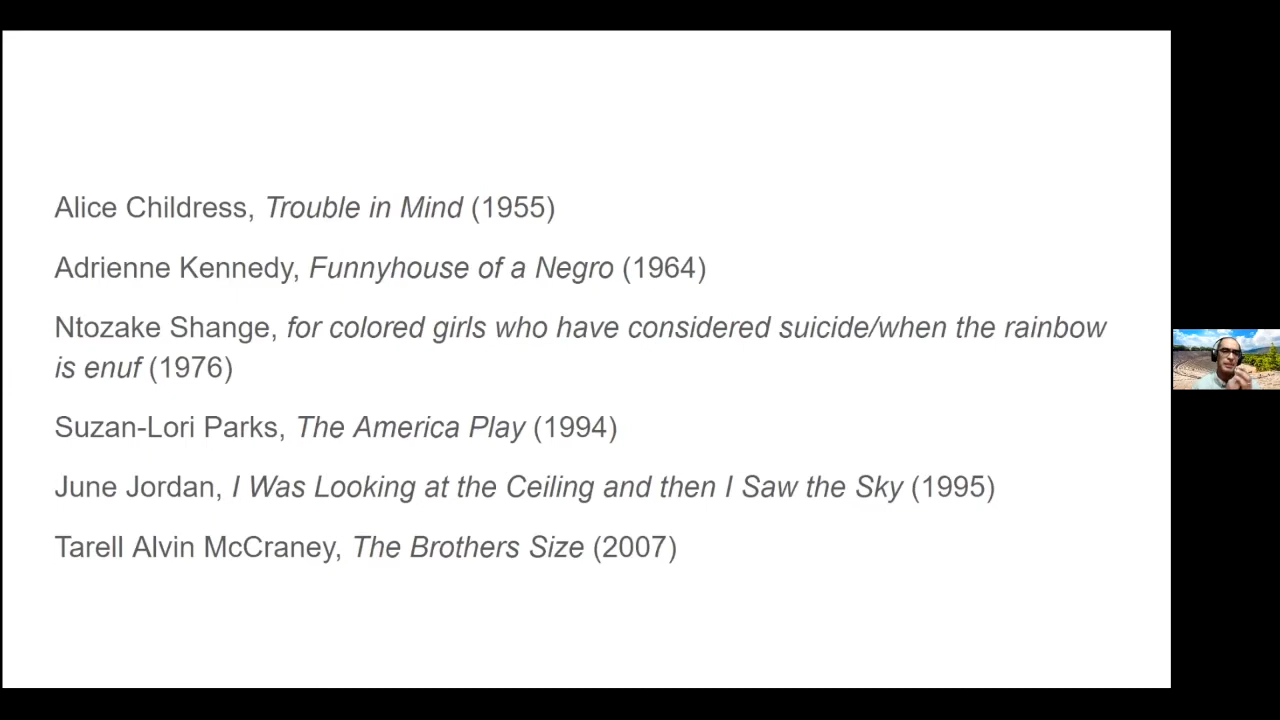 Alice Childress, Trouble in Mind (1955)
Adrienne Kennedy, Funnyhouse of a Negro (1964)
Ntozake Shange, for colored girls who have considered suicide/when the rainbow
is enuf (1976)
Suzan-Lori Parks, The America Play (1994)
June Jordan, I Was Looking at the Ceiling and then I Saw the Sky (1995)
Tarell Alvin McCraney, The Brothers Size (2007)